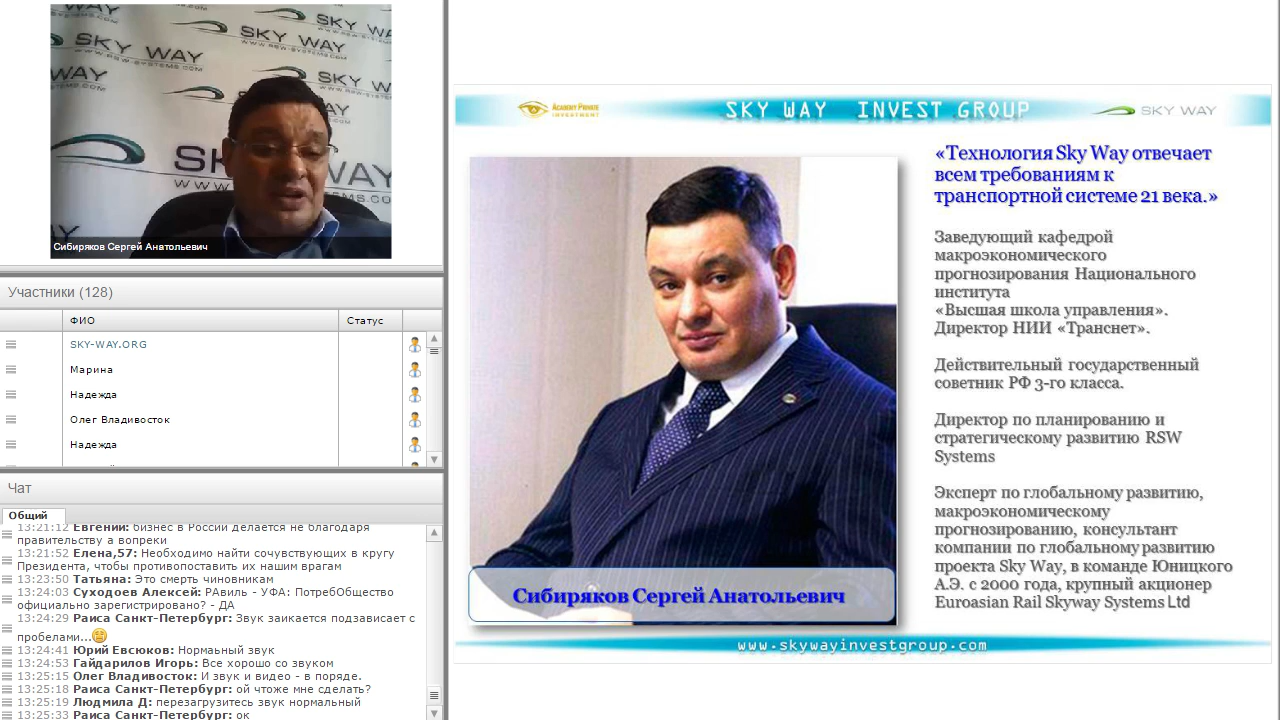 SKY WAY
WWW.RSW-SYSTEMS.COM
SKY WAY
SKY WAY
SKY WAY
Сибиряков Сергей Анатольевич
Участники (128)
ФИО Статус
SKY-WAY.ORG
Марина
Надежда
Олег Владивосток
Надежда
Чат
Общий
13:21:12 Евгений: бизнес в России делается не благодаря
правительству а вопреки
13:21:52 Елена,57: Необходимо найти сочувствующих в кругу
Президента, чтобы противопоставить их нашим врагам
13:23:50 Татьяна: Это смерть чиновникам
13:24:03 Суходоев Алексей: РАвиль - УФА: ПотребОбщество
официально зарегистрировано? - ДА
13:24:29 Раиса Санкт-Петербург: Звук заикается подзависает с
пробелами...
13:24:41 Юрий Евсюков: Нормаьный звук
13:24:53 Гайдарилов Игорь: Все хорошо со звуком
13:25:15 Олег Владивосток: И звук и видео - в поряде.
13:25:18 Раиса Санкт-Петербург: ой чтоже мне сделать?
13:25:19 Людмила Д: перезагрузитесь звук нормальный
13:25:33 Раиса Санкт-Петербург: ок
ACADEMY PRIVATE
INVESTMENT
SKY WAY INVEST GROUP
SKY WAY
«Технология Sky Way отвечает
всем требованиям к
транспортной системе 21 века.»
Заведующий кафедрой
макроэкономического
прогнозирования Национального
института
«Высшая школа управления».
Директор НИИ «Транснет».
Действительный государственный
советник РФ 3-го класса.
Директор по планированию и
стратегическому развитию RSW
Systems
Эксперт по глобальному развитию,
макроэкономическому
прогнозированию, консультант
компании по глобальному развитию
проекта Sky Way, в команде Юницкого
А.Э. с 2000 года, крупный акционер
Euroasian Rail Skyway Systems Ltd
Сибиряков Сергей Анатольевич
www.skywayinvestgroup.com